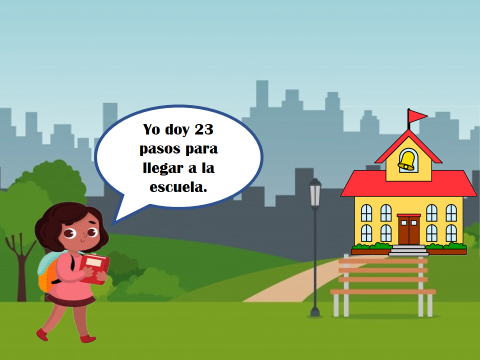 Yo doy 23
pasos para
llegar a la
escuela.